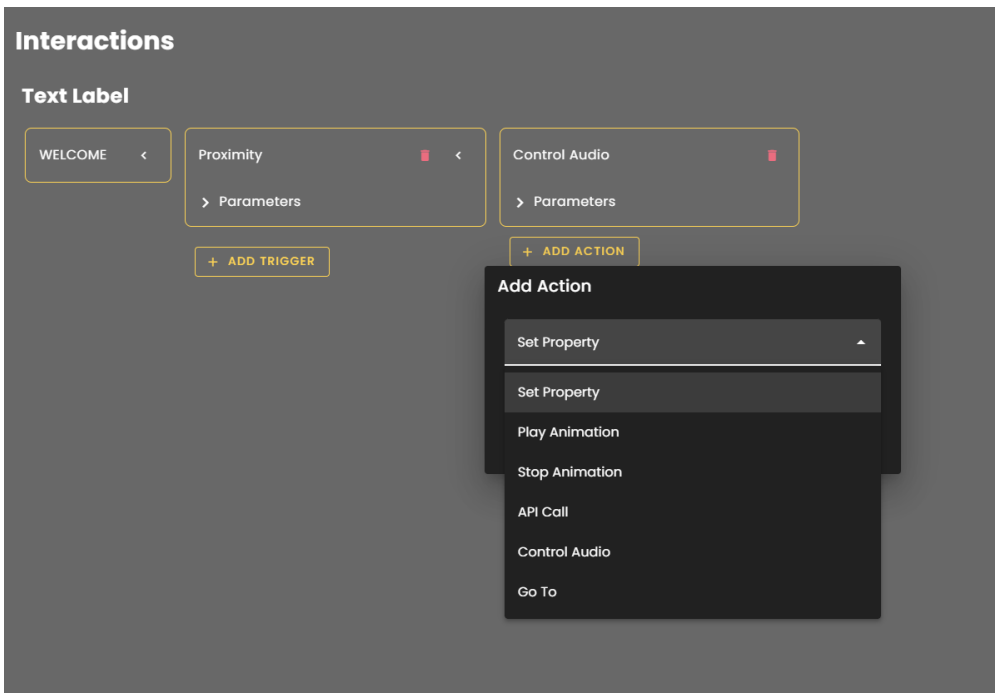 Interactions
Text Label
WELCOME
Proximity
Parameters
+ ADD TRIGGER
Control Audio
Parameters
+ ADD ACTION
Add Action
Set Property
Set Property
Play Animation
Stop Animation
API Call
Control Audio
Go To